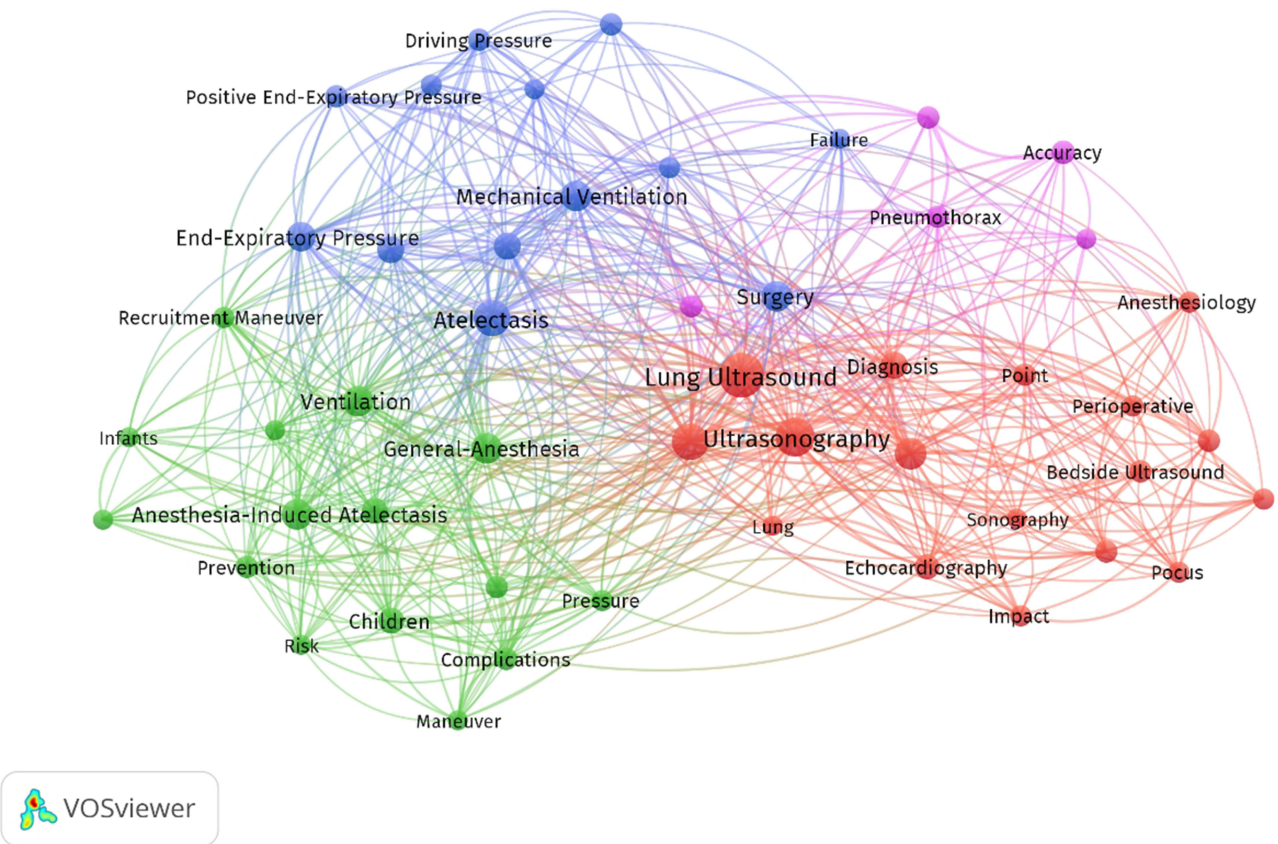 Driving Pressure
Positive End-Expiratory Pressure
Failure
Accuracy
Mechanical Ventilation
Pneumothorax
End-Expiratory Pressure
Surgery
Anesthesiology
Recruitment Maneuver
Atelectasis
Lung Ultrasound
Diagnosis
Point
Ventilation
Perioperative
Infants
General-Anesthesia
Ultrasonography
Bedside Ultrasound
Anesthesia-Induced Atelectasis
Lung
Sonography
Prevention
Echocardiography
Pocus
Pressure
Children
Impact
Risk
Complications
Maneuver
VOSviewer